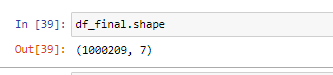 In [39]: df_final.shape
Out[39]: (1000209, 7)